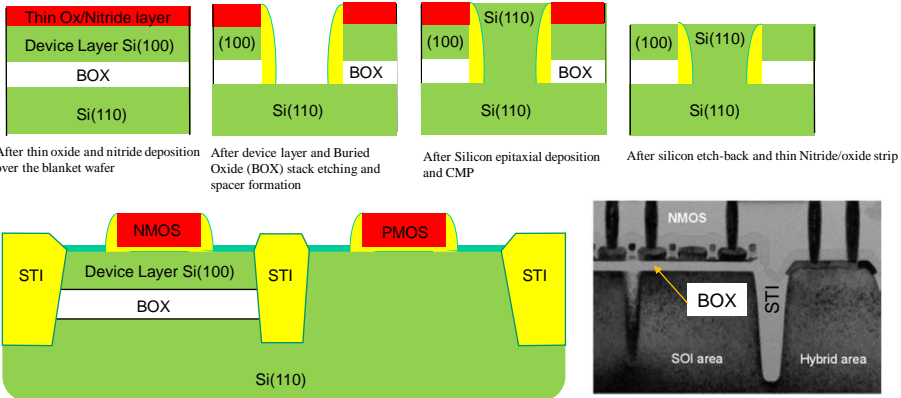 Thin Ox/Nitride layer
Device Layer Si(100)
BOX
Si(110)
After thin oxide and nitride deposition
over the blanket wafer
(100)
BOX
Si(110)
After device layer and Buried
Oxide (BOX) stack etching and
spacer formation
Si(110)
(100)
BOX
Si(110)
After Silicon epitaxial deposition
and CMP
(100)
Si(110)
Si(110)
After silicon etch-back and thin Nitride/oxide strip
NMOS
PMOS
STI
Device Layer Si(100)
STI
STI
BOX
Si(110)
NMOS
BOX
STI
SOI area
Hybrid area